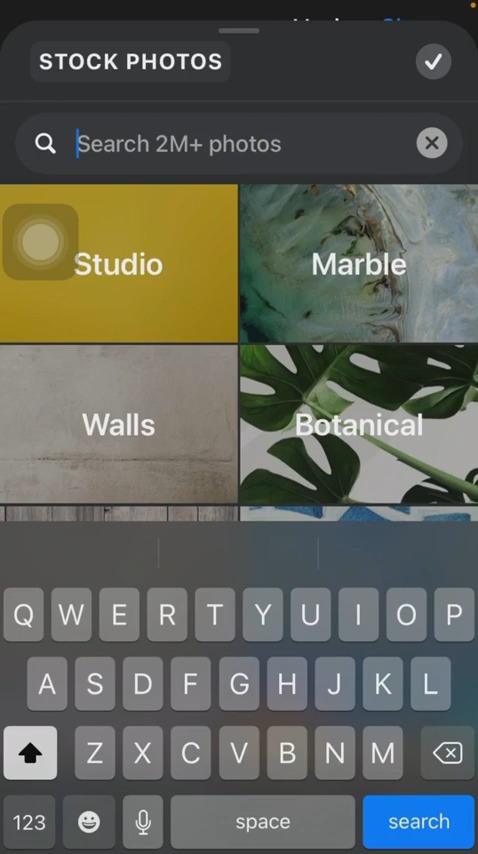 STOCK PHOTOS
Search 2M+ photos
Studio
Marble
Walls
Botanical
Q W E R T Y U I O P
A S D F G H J K L
Z X C V B N M
123 space search